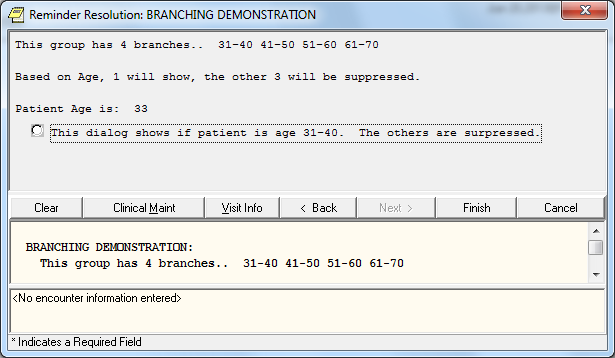 Reminder Resolution: BRANCHING DEMONSTRATION
This group has 4 branches.. 31-40 41-50 51-60 61-70
Based on Age, 1 will show, the other 3 will be suppressed.
Patient Age is: 33
This dialog shows if patient is age 31-40. The others are surpressed.
Clear Clinical Maint Visit Info < Back Next > Finish Cancel
BRANCHING DEMONSTRATION:
This group has 4 branches.. 31-40 41-50 51-60 61-70
<No encounter information entered>
* Indicates a Required Field